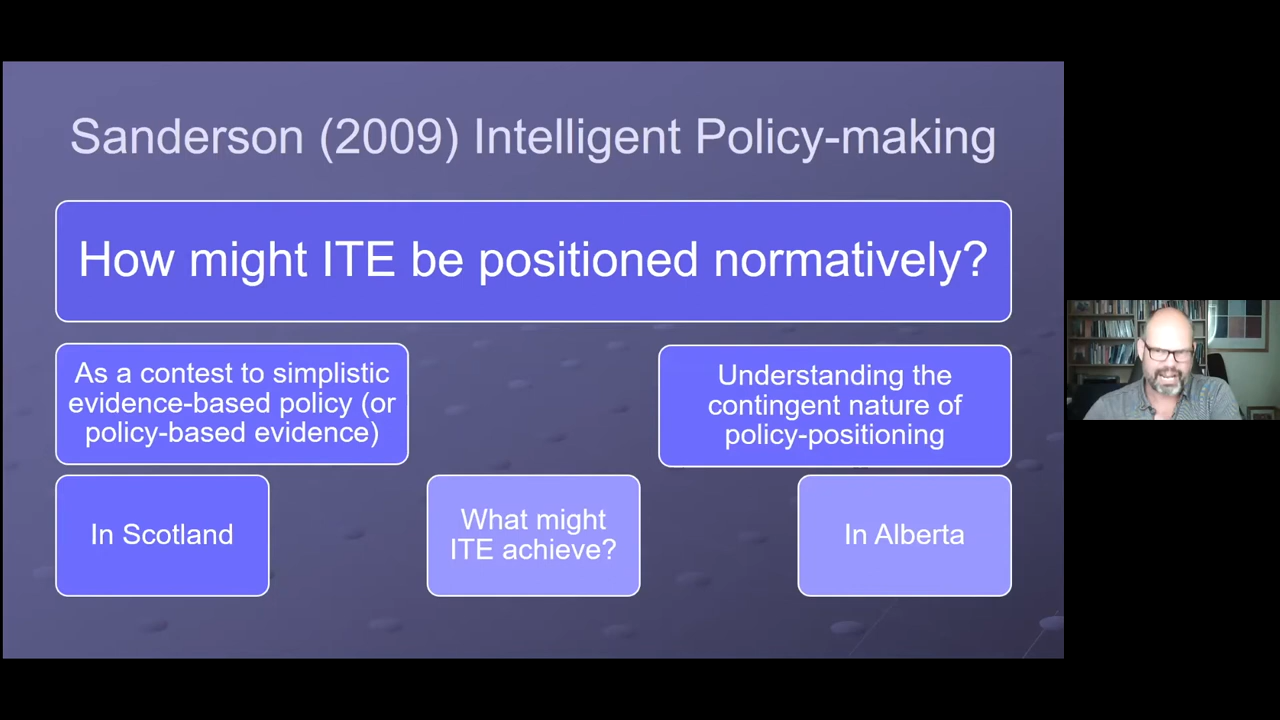 Sanderson (2009) Intelligent Policy-making
How might ITE be positioned normatively?
As a contest to simplistic
evidence-based policy (or
policy-based evidence)
Understanding the
contingent nature of
policy-positioning
In Scotland
What might
ITE achieve?
In Alberta